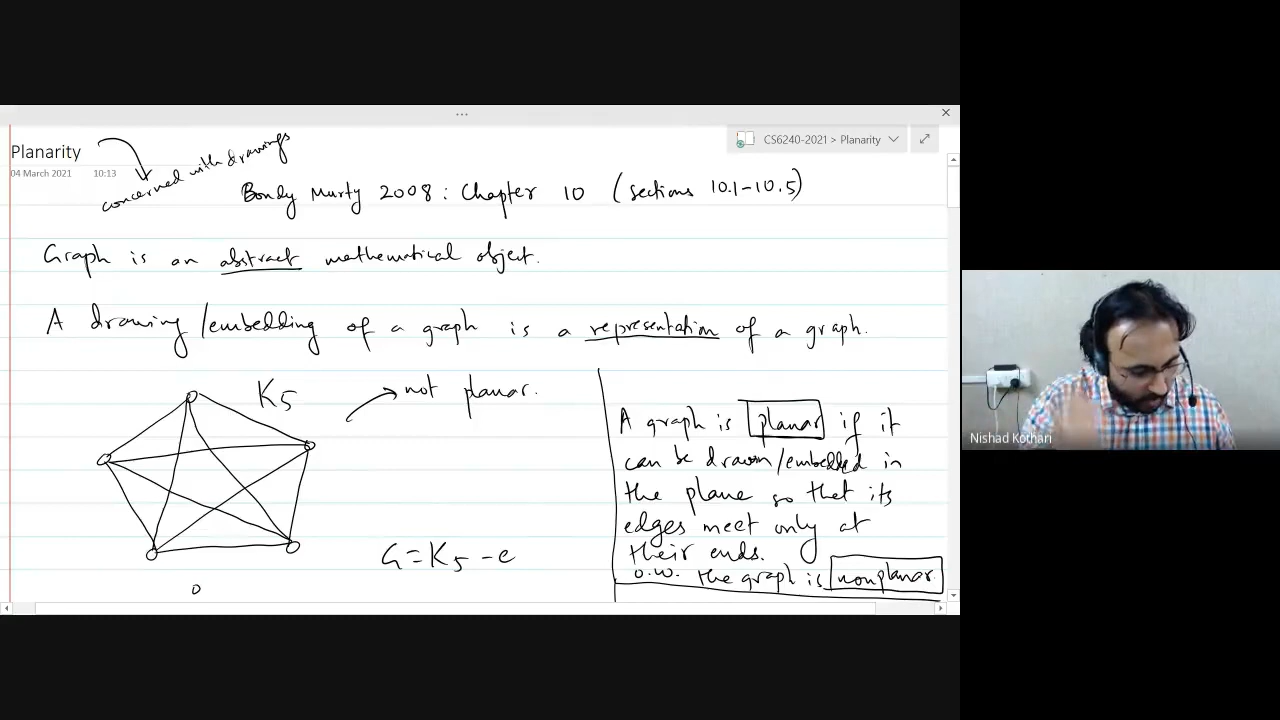 CS6240-2021 > Planarity
Planarity
04 March 2021 10:13
concerned with drawings
Bondy Murty 2008: Chapter 10 (sections 10.1-10.5)
Graph is an abstract mathematical object.
A drawing/embedding of a graph is a representation of a graph.
K5
not planar.
G=K5-e
A graph is planar if it
can be drawn/embedded in
the plane so that its
edges meet only at
their ends.
o.w. the graph is nonplanar.
Nishad Kothari